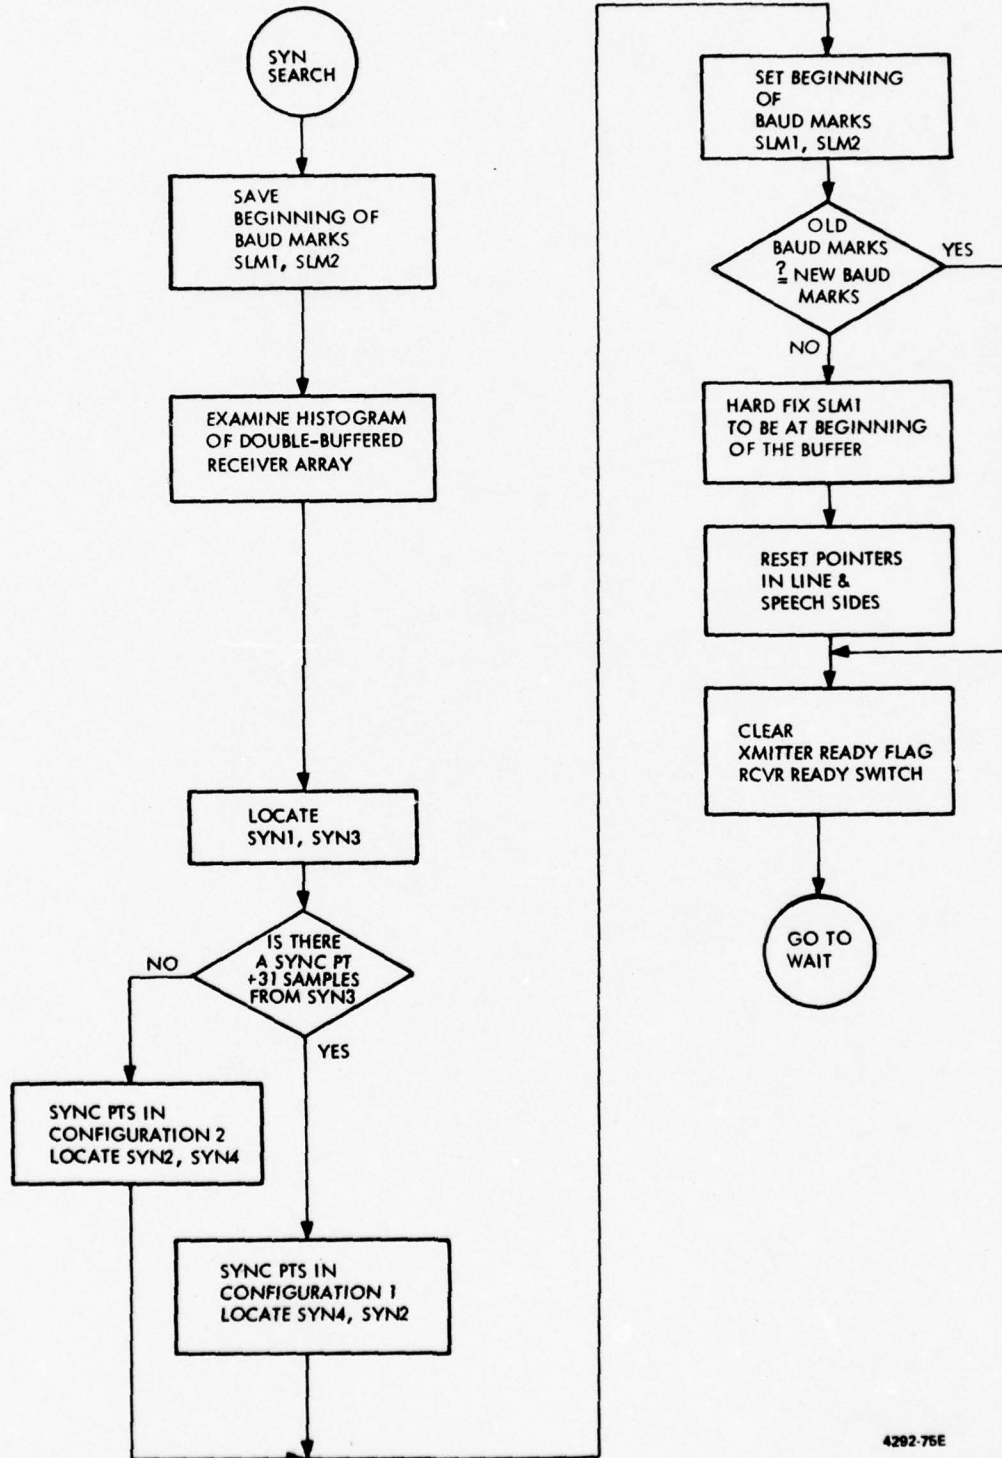 SYN
SEARCH
SAVE
BEGINNING OF
BAUD MARKS
SLM1, SLM2
EXAMINE HISTOGRAM
OF DOUBLE-BUFFERED
RECEIVER ARRAY
LOCATE
SYN1, SYN3
IS THERE
A SYNC PT
+31 SAMPLES
FROM SYN3
NO
YES
SYNC PTS IN
CONFIGURATION 2
LOCATE SYN2, SYN4
SYNC PTS IN
CONFIGURATION 1
LOCATE SYN4, SYN2
SET BEGINNING
OF
BAUD MARKS
SLM1, SLM2
OLD
BAUD MARKS
≟ NEW BAUD
MARKS
YES
NO
HARD FIX SLM1
TO BE AT BEGINNING
OF THE BUFFER
RESET POINTERS
IN LINE &
SPEECH SIDES
CLEAR
XMITTER READY FLAG
RCVR READY SWITCH
GO TO
WAIT
4292-75E